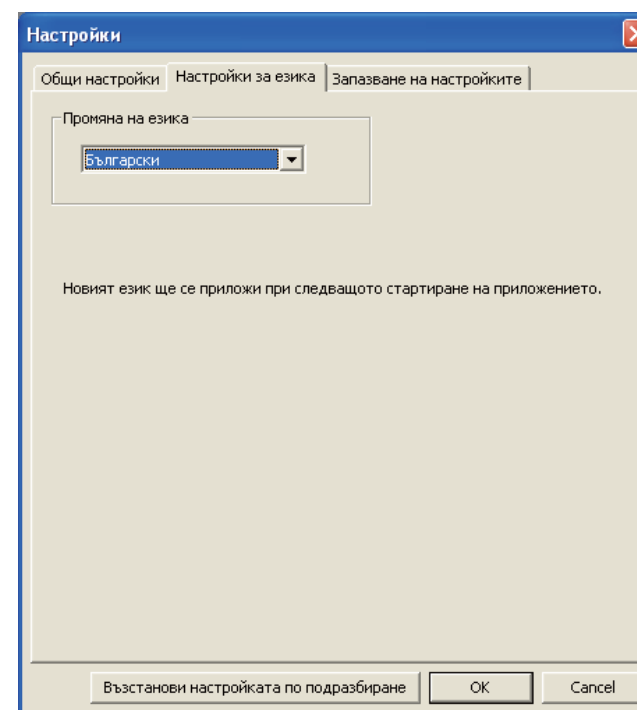 Настройки
Общи настройки Настройки за езика Запазване на настройките
Промяна на езика
Български
Новият език ще се приложи при следващото стартиране на приложението.
Възстанови настройката по подразбиране OK Cancel